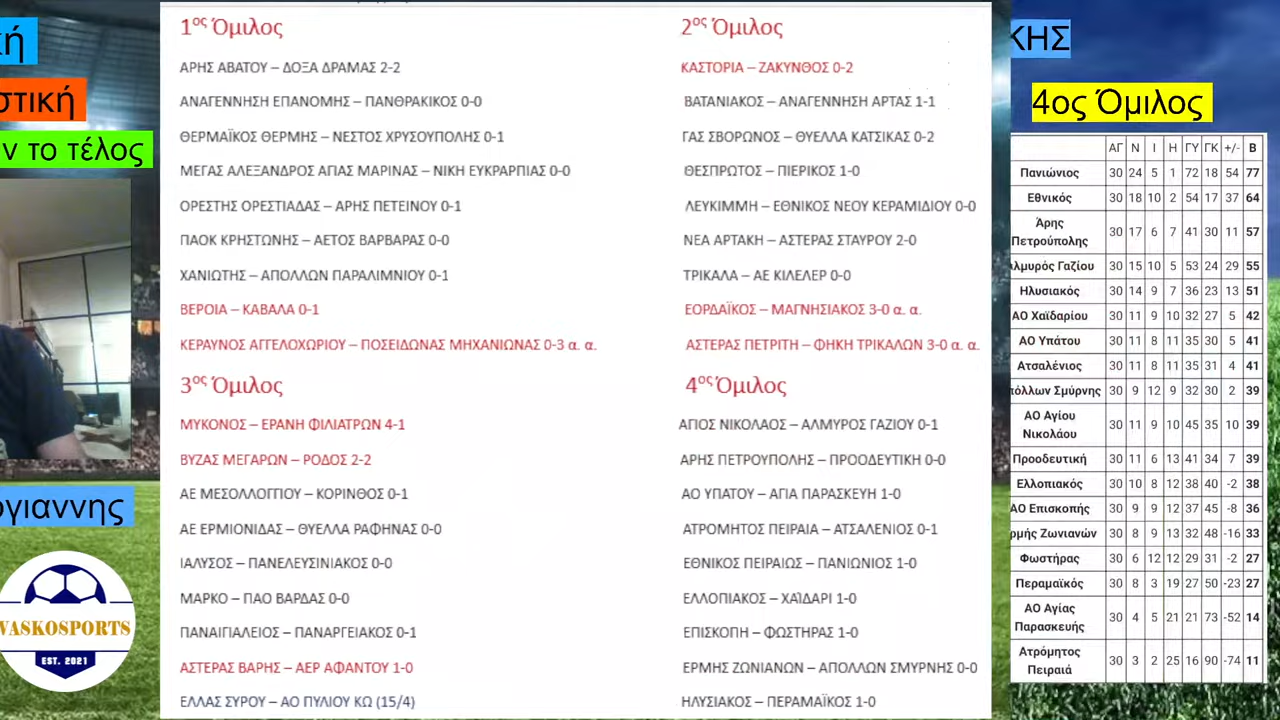 κή
στική
ν το τέλος
όγιαννης
WASKOSPORTS
EST. 2021
1ος Όμιλος
ΑΡΗΣ ΑΒΑΤΟΥ – ΔΟΞΑ ΔΡΑΜΑΣ 2-2
ΑΝΑΓΕΝΝΗΣΗ ΕΠΑΝΟΜΗΣ – ΠΑΝΘΡΑΚΙΚΟΣ 0-0
ΘΕΡΜΑΪΚΟΣ ΘΕΡΜΗΣ – ΝΕΣΤΟΣ ΧΡΥΣΟΥΠΟΛΗΣ 0-1
ΜΕΓΑΣ ΑΛΕΞΑΝΔΡΟΣ ΑΓΙΑΣ ΜΑΡΙΝΑΣ – ΝΙΚΗ ΕΥΚΡΑΡΠΙΑΣ 0-0
ΟΡΕΣΤΗΣ ΟΡΕΣΤΙΑΔΑΣ – ΑΡΗΣ ΠΕΤΕΙΝΟΥ 0-1
ΠΑΟΚ ΚΡΗΣΤΩΝΗΣ – ΑΕΤΟΣ ΒΑΡΒΑΡΑΣ 0-0
ΧΑΝΙΩΤΗΣ – ΑΠΟΛΛΩΝ ΠΑΡΑΛΙΜΝΙΟΥ 0-1
ΒΕΡΟΙΑ – ΚΑΒΑΛΑ 0-1
ΚΕΡΑΥΝΟΣ ΑΓΓΕΛΟΧΩΡΙΟΥ – ΠΟΣΕΙΔΩΝΑΣ ΜΗΧΑΝΙΩΝΑΣ 0-3 α. α.
2ος Όμιλος
ΚΑΣΤΟΡΙΑ – ΖΑΚΥΝΘΟΣ 0-2
ΒΑΤΑΝΙΑΚΟΣ – ΑΝΑΓΕΝΝΗΣΗ ΑΡΤΑΣ 1-1
ΓΑΣ ΣΒΟΡΩΝΟΣ – ΘΥΕΛΛΑ ΚΑΤΣΙΚΑΣ 0-2
ΘΕΣΠΡΩΤΟΣ – ΠΙΕΡΙΚΟΣ 1-0
ΛΕΥΚΙΜΜΗ – ΕΘΝΙΚΟΣ ΝΕΟΥ ΚΕΡΑΜΙΔΙΟΥ 0-0
ΝΕΑ ΑΡΤΑΚΗ – ΑΣΤΕΡΑΣ ΣΤΑΥΡΟΥ 2-0
ΤΡΙΚΑΛΑ – ΑΕ ΚΙΛΕΛΕΡ 0-0
ΕΟΡΔΑΪΚΟΣ – ΜΑΓΝΗΣΙΑΚΟΣ 3-0 α. α.
ΑΣΤΕΡΑΣ ΠΕΤΡΙΤΗ – ΦΗΚΗ ΤΡΙΚΑΛΩΝ 3-0 α. α.
3ος Όμιλος
ΜΥΚΟΝΟΣ – ΕΡΑΝΗ ΦΙΛΙΑΤΡΩΝ 4-1
ΒΥΖΑΣ ΜΕΓΑΡΩΝ – ΡΟΔΟΣ 2-2
ΑΕ ΜΕΣΟΛΛΟΓΓΙΟΥ – ΚΟΡΙΝΘΟΣ 0-1
ΑΕ ΕΡΜΙΟΝΙΔΑΣ – ΘΥΕΛΛΑ ΡΑΦΗΝΑΣ 0-0
ΙΑΛΥΣΟΣ – ΠΑΝΕΛΕΥΣΙΝΙΑΚΟΣ 0-0
ΜΑΡΚΟ – ΠΑΟ ΒΑΡΔΑΣ 0-0
ΠΑΝΑΙΓΙΑΛΕΙΟΣ – ΠΑΝΑΡΓΕΙΑΚΟΣ 0-1
ΑΣΤΕΡΑΣ ΒΑΡΗΣ – ΑΕΡ ΑΦΑΝΤΟΥ 1-0
ΕΛΛΑΣ ΣΥΡΟΥ – ΑΟ ΠΥΛΙΟΥ ΚΩ (15/4)
4ος Όμιλος
ΑΓΙΟΣ ΝΙΚΟΛΑΟΣ – ΑΛΜΥΡΟΣ ΓΑΖΙΟΥ 0-1
ΑΡΗΣ ΠΕΤΡΟΥΠΟΛΗΣ – ΠΡΟΟΔΕΥΤΙΚΗ 0-0
ΑΟ ΥΠΑΤΟΥ – ΑΓΙΑ ΠΑΡΑΣΚΕΥΗ 1-0
ΑΤΡΟΜΗΤΟΣ ΠΕΙΡΑΙΑ – ΑΤΣΑΛΕΝΙΟΣ 0-1
ΕΘΝΙΚΟΣ ΠΕΙΡΑΙΩΣ – ΠΑΝΙΩΝΙΟΣ 1-0
ΕΛΛΟΠΙΑΚΟΣ – ΧΑΪΔΑΡΙ 1-0
ΕΠΙΣΚΟΠΗ – ΦΩΣΤΗΡΑΣ 1-0
ΕΡΜΗΣ ΖΩΝΙΑΝΩΝ – ΑΠΟΛΛΩΝ ΣΜΥΡΝΗΣ 0-0
ΗΛΥΣΙΑΚΟΣ – ΠΕΡΑΜΑΪΚΟΣ 1-0
ΚΗΣ
4ος Όμιλος
ΑΓ Ν Ι Η ΓΥ ΓΚ +/- Β
Πανιώνιος 30 24 5 1 72 18 54 77
Εθνικός 30 18 10 2 54 17 37 64
Άρης
Πετρούπολης 30 17 6 7 41 30 11 57
λμυρός Γαζίου 30 15 10 5 53 24 29 55
Ηλυσιακός 30 14 9 7 36 23 13 51
ΑΟ Χαϊδαρίου 30 11 9 10 32 27 5 42
ΑΟ Υπάτου 30 11 8 11 35 30 5 41
Ατσαλένιος 30 11 8 11 35 31 4 41
πόλλων Σμύρνης 30 9 12 9 32 30 2 39
ΑΟ Αγίου
Νικολάου 30 11 9 10 45 35 10 39
Προοδευτική 30 11 6 13 41 34 7 39
Ελλοπιακός 30 10 8 12 38 40 -2 38
ΑΟ Επισκοπής 30 9 9 12 37 45 -8 36
ρμής Ζωνιανών 30 8 9 13 32 48 -16 33
Φωστήρας 30 6 12 12 29 31 -2 27
Περαμαϊκός 30 8 3 19 27 50 -23 27
ΑΟ Αγίας
Παρασκευής 30 4 5 21 21 73 -52 14
Ατρόμητος
Πειραιά 30 3 2 25 16 90 -74 11